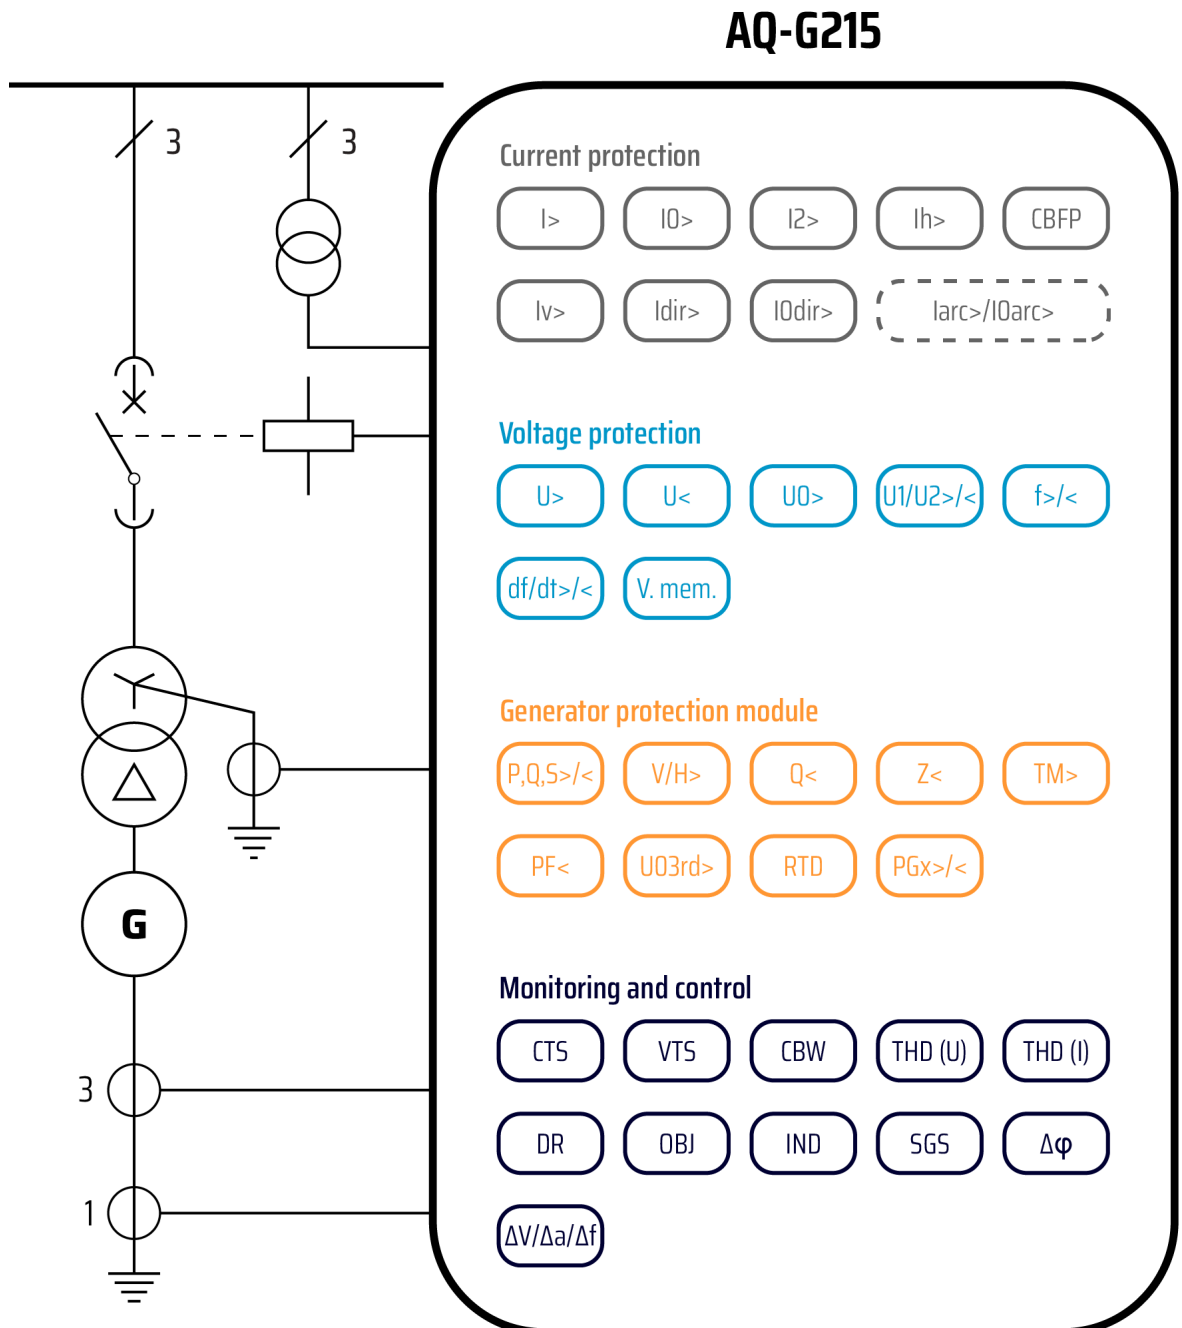 AQ-G215
3 3
Current protection
I> I0> I2> Ih> CBFP
Iv> Idir> I0dir> Iarc>/I0arc>
Voltage protection
U> U< U0> U1/U2>/< f>/<
df/dt>/< V. mem.
Generator protection module
P,Q,S>/< V/H> Q< Z< TM>
PF< U03rd> RTD PGx>/<
G
Monitoring and control
CTS VTS CBW THD (U) THD (I)
3
DR OBJ IND SGS Δφ
1
ΔV/Δa/Δf